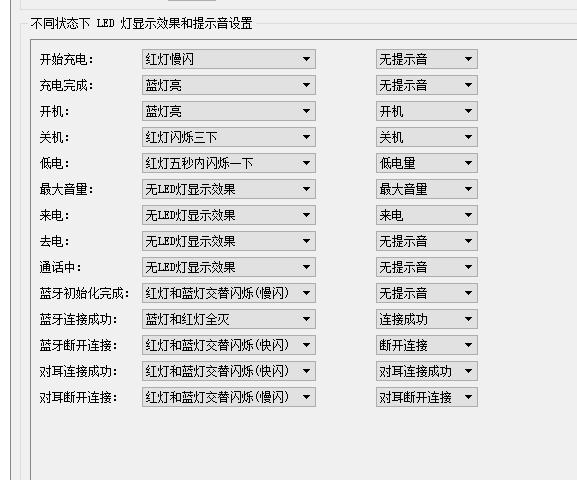 不同状态下 LED 灯显示效果和提示音设置
开始充电: 红灯慢闪 无提示音
充电完成: 蓝灯亮 无提示音
开机: 蓝灯亮 开机
关机: 红灯闪烁三下 关机
低电: 红灯五秒内闪烁一下 低电量
最大音量: 无LED灯显示效果 最大音量
来电: 无LED灯显示效果 来电
去电: 无LED灯显示效果 无提示音
通话中: 无LED灯显示效果 无提示音
蓝牙初始化完成: 红灯和蓝灯交替闪烁(慢闪) 无提示音
蓝牙连接成功: 蓝灯和红灯全灭 连接成功
蓝牙断开连接: 红灯和蓝灯交替闪烁(快闪) 断开连接
对耳连接成功: 红灯和蓝灯交替闪烁(快闪) 对耳连接成功
对耳断开连接: 红灯和蓝灯交替闪烁(慢闪) 对耳断开连接